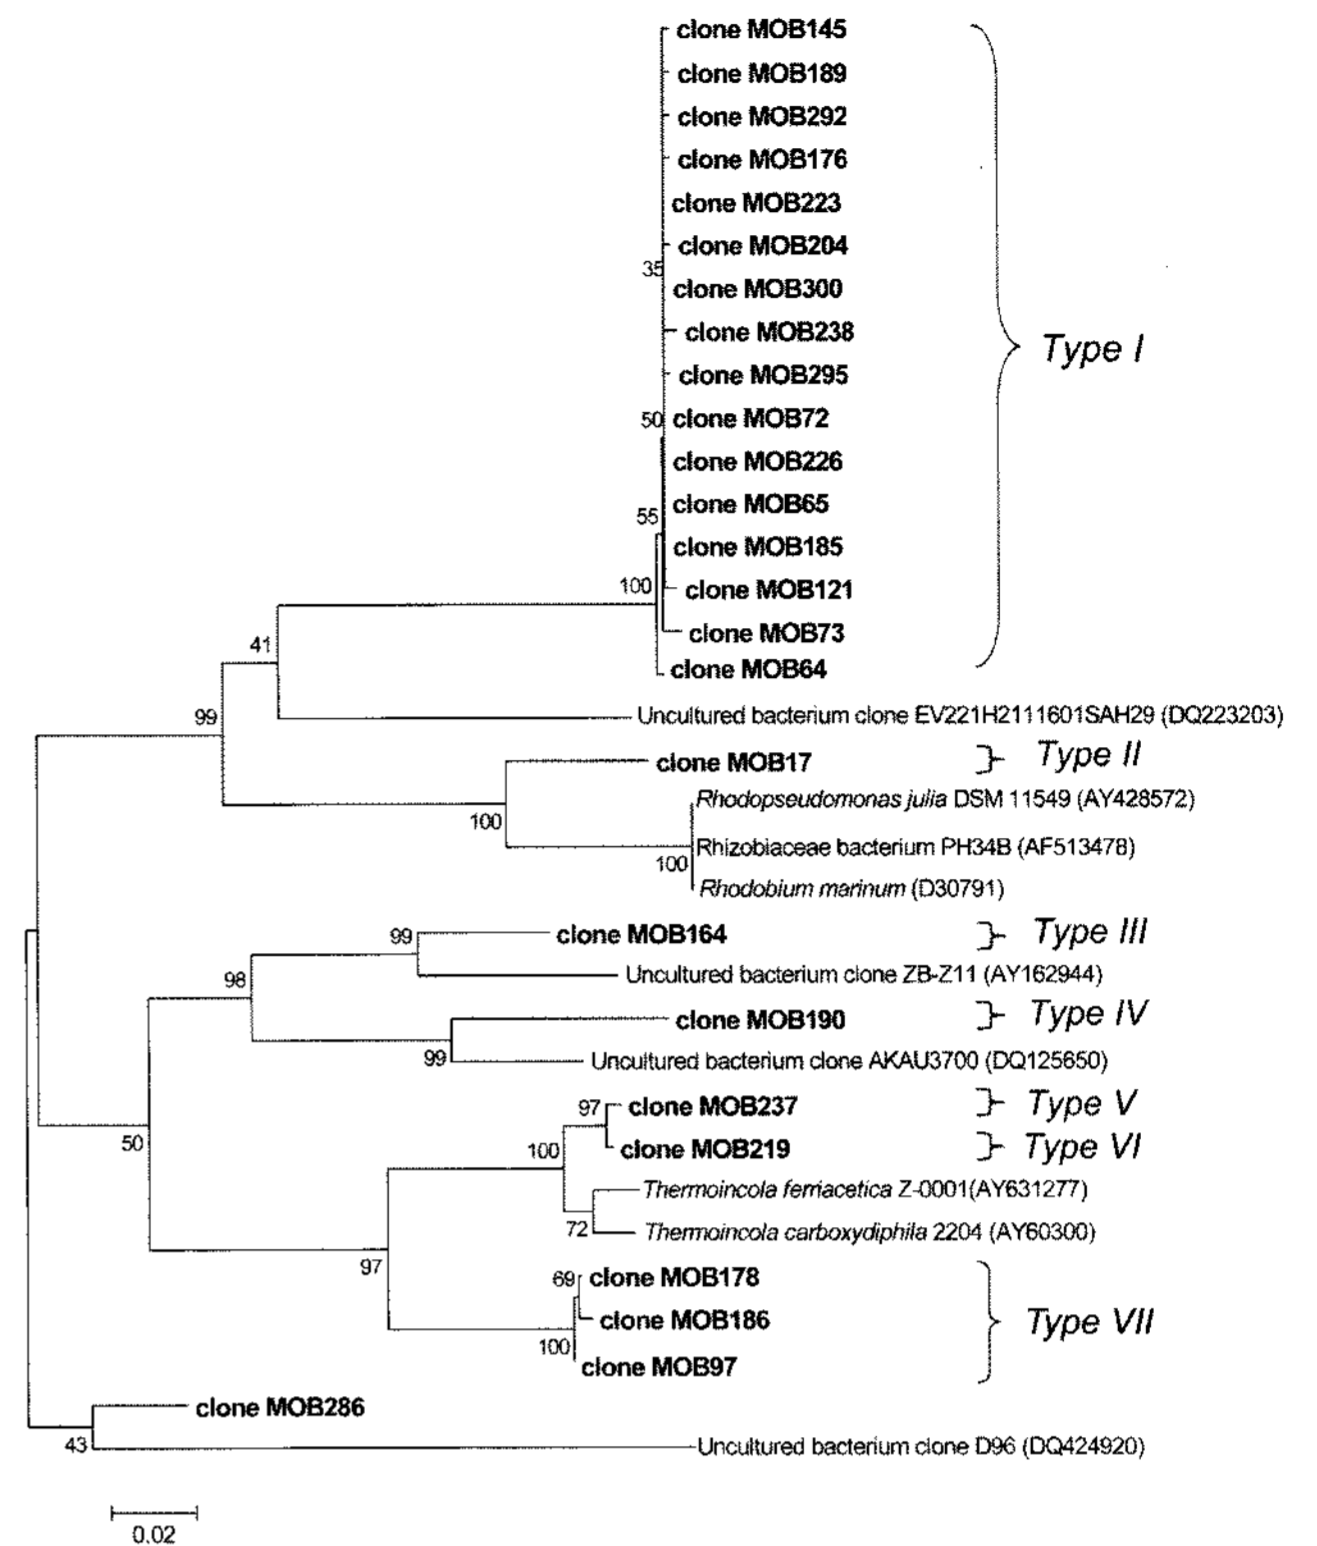 clone MOB145
clone MOB189
clone MOB292
clone MOB176
clone MOB223
clone MOB204
35
clone MOB300
clone MOB238
Type I
clone MOB295
50 clone MOB72
clone MOB226
clone MOB65
55
clone MOB185
100 clone MOB121
clone MOB73
41
clone MOB64
99
Uncultured bacterium clone EV221H2111601SAH29 (DQ223203)
clone MOB17 Type II
Rhodopseudomonas julia DSM 11549 (AY428572)
100
Rhizobiaceae bacterium PH34B (AF513478)
100
Rhodobium marinum (D30791)
99 clone MOB164 Type III
98 Uncultured bacterium clone ZB-Z11 (AY162944)
clone MOB190 Type IV
99 Uncultured bacterium clone AKAU3700 (DQ125650)
97 clone MOB237 Type V
50
100 clone MOB219 Type VI
Thermoincola ferriacetica Z-0001(AY631277)
72 Thermoincola carboxydiphila 2204 (AY60300)
97
69 clone MOB178
clone MOB186 Type VII
100
clone MOB97
clone MOB286
43 Uncultured bacterium clone D96 (DQ424920)
0.02